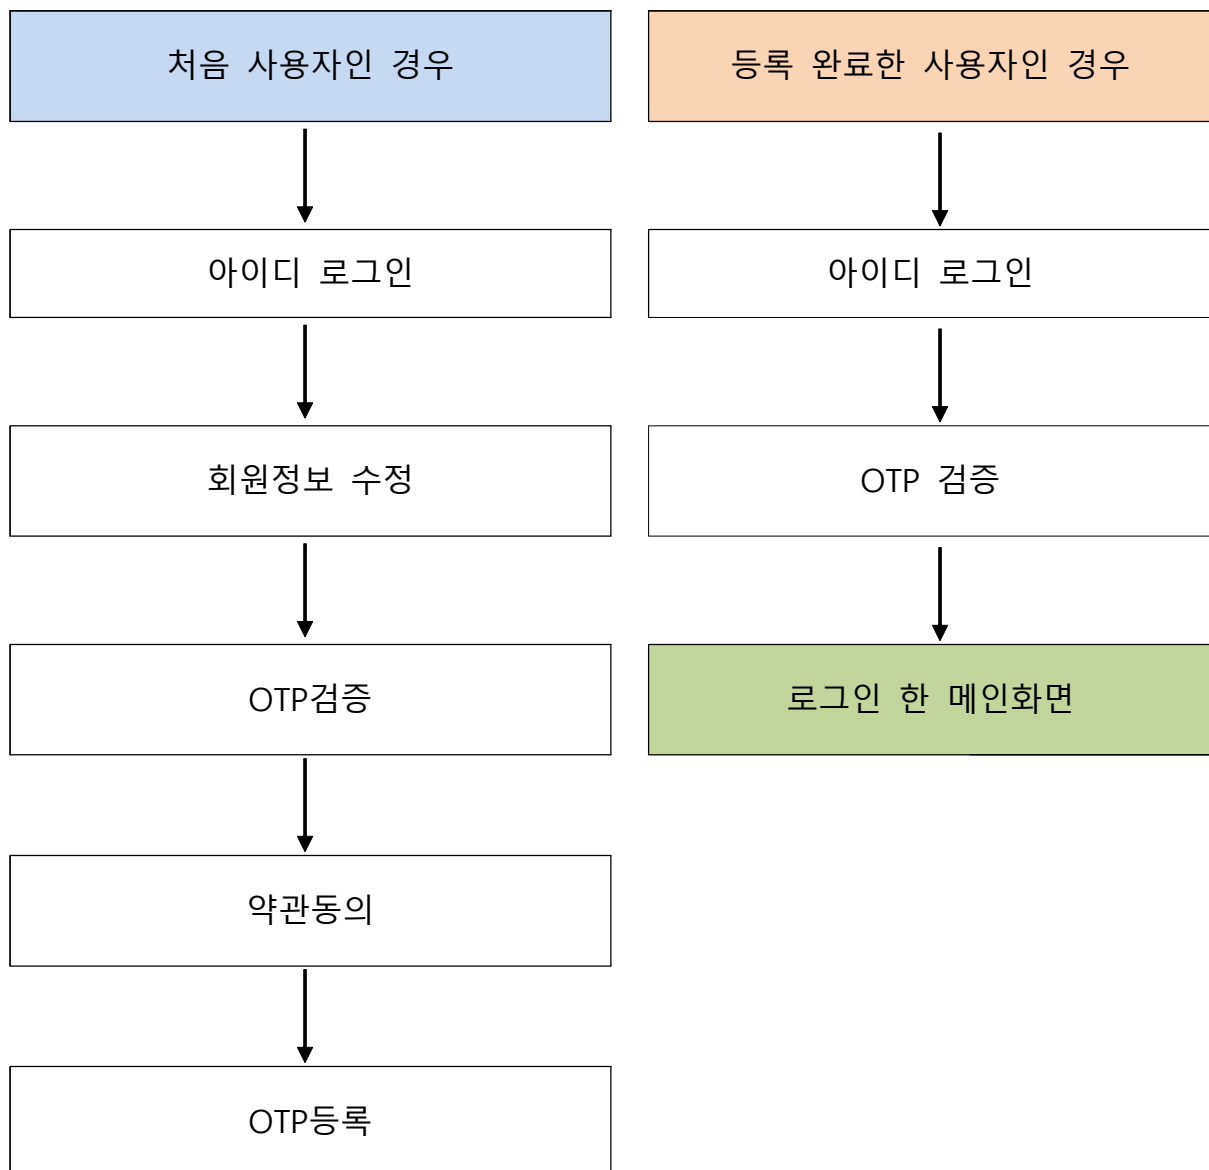 처음 사용자인 경우
아이디 로그인
회원정보 수정
OTP검증
약관동의
OTP등록
등록 완료한 사용자인 경우
아이디 로그인
OTP 검증
로그인 한 메인화면